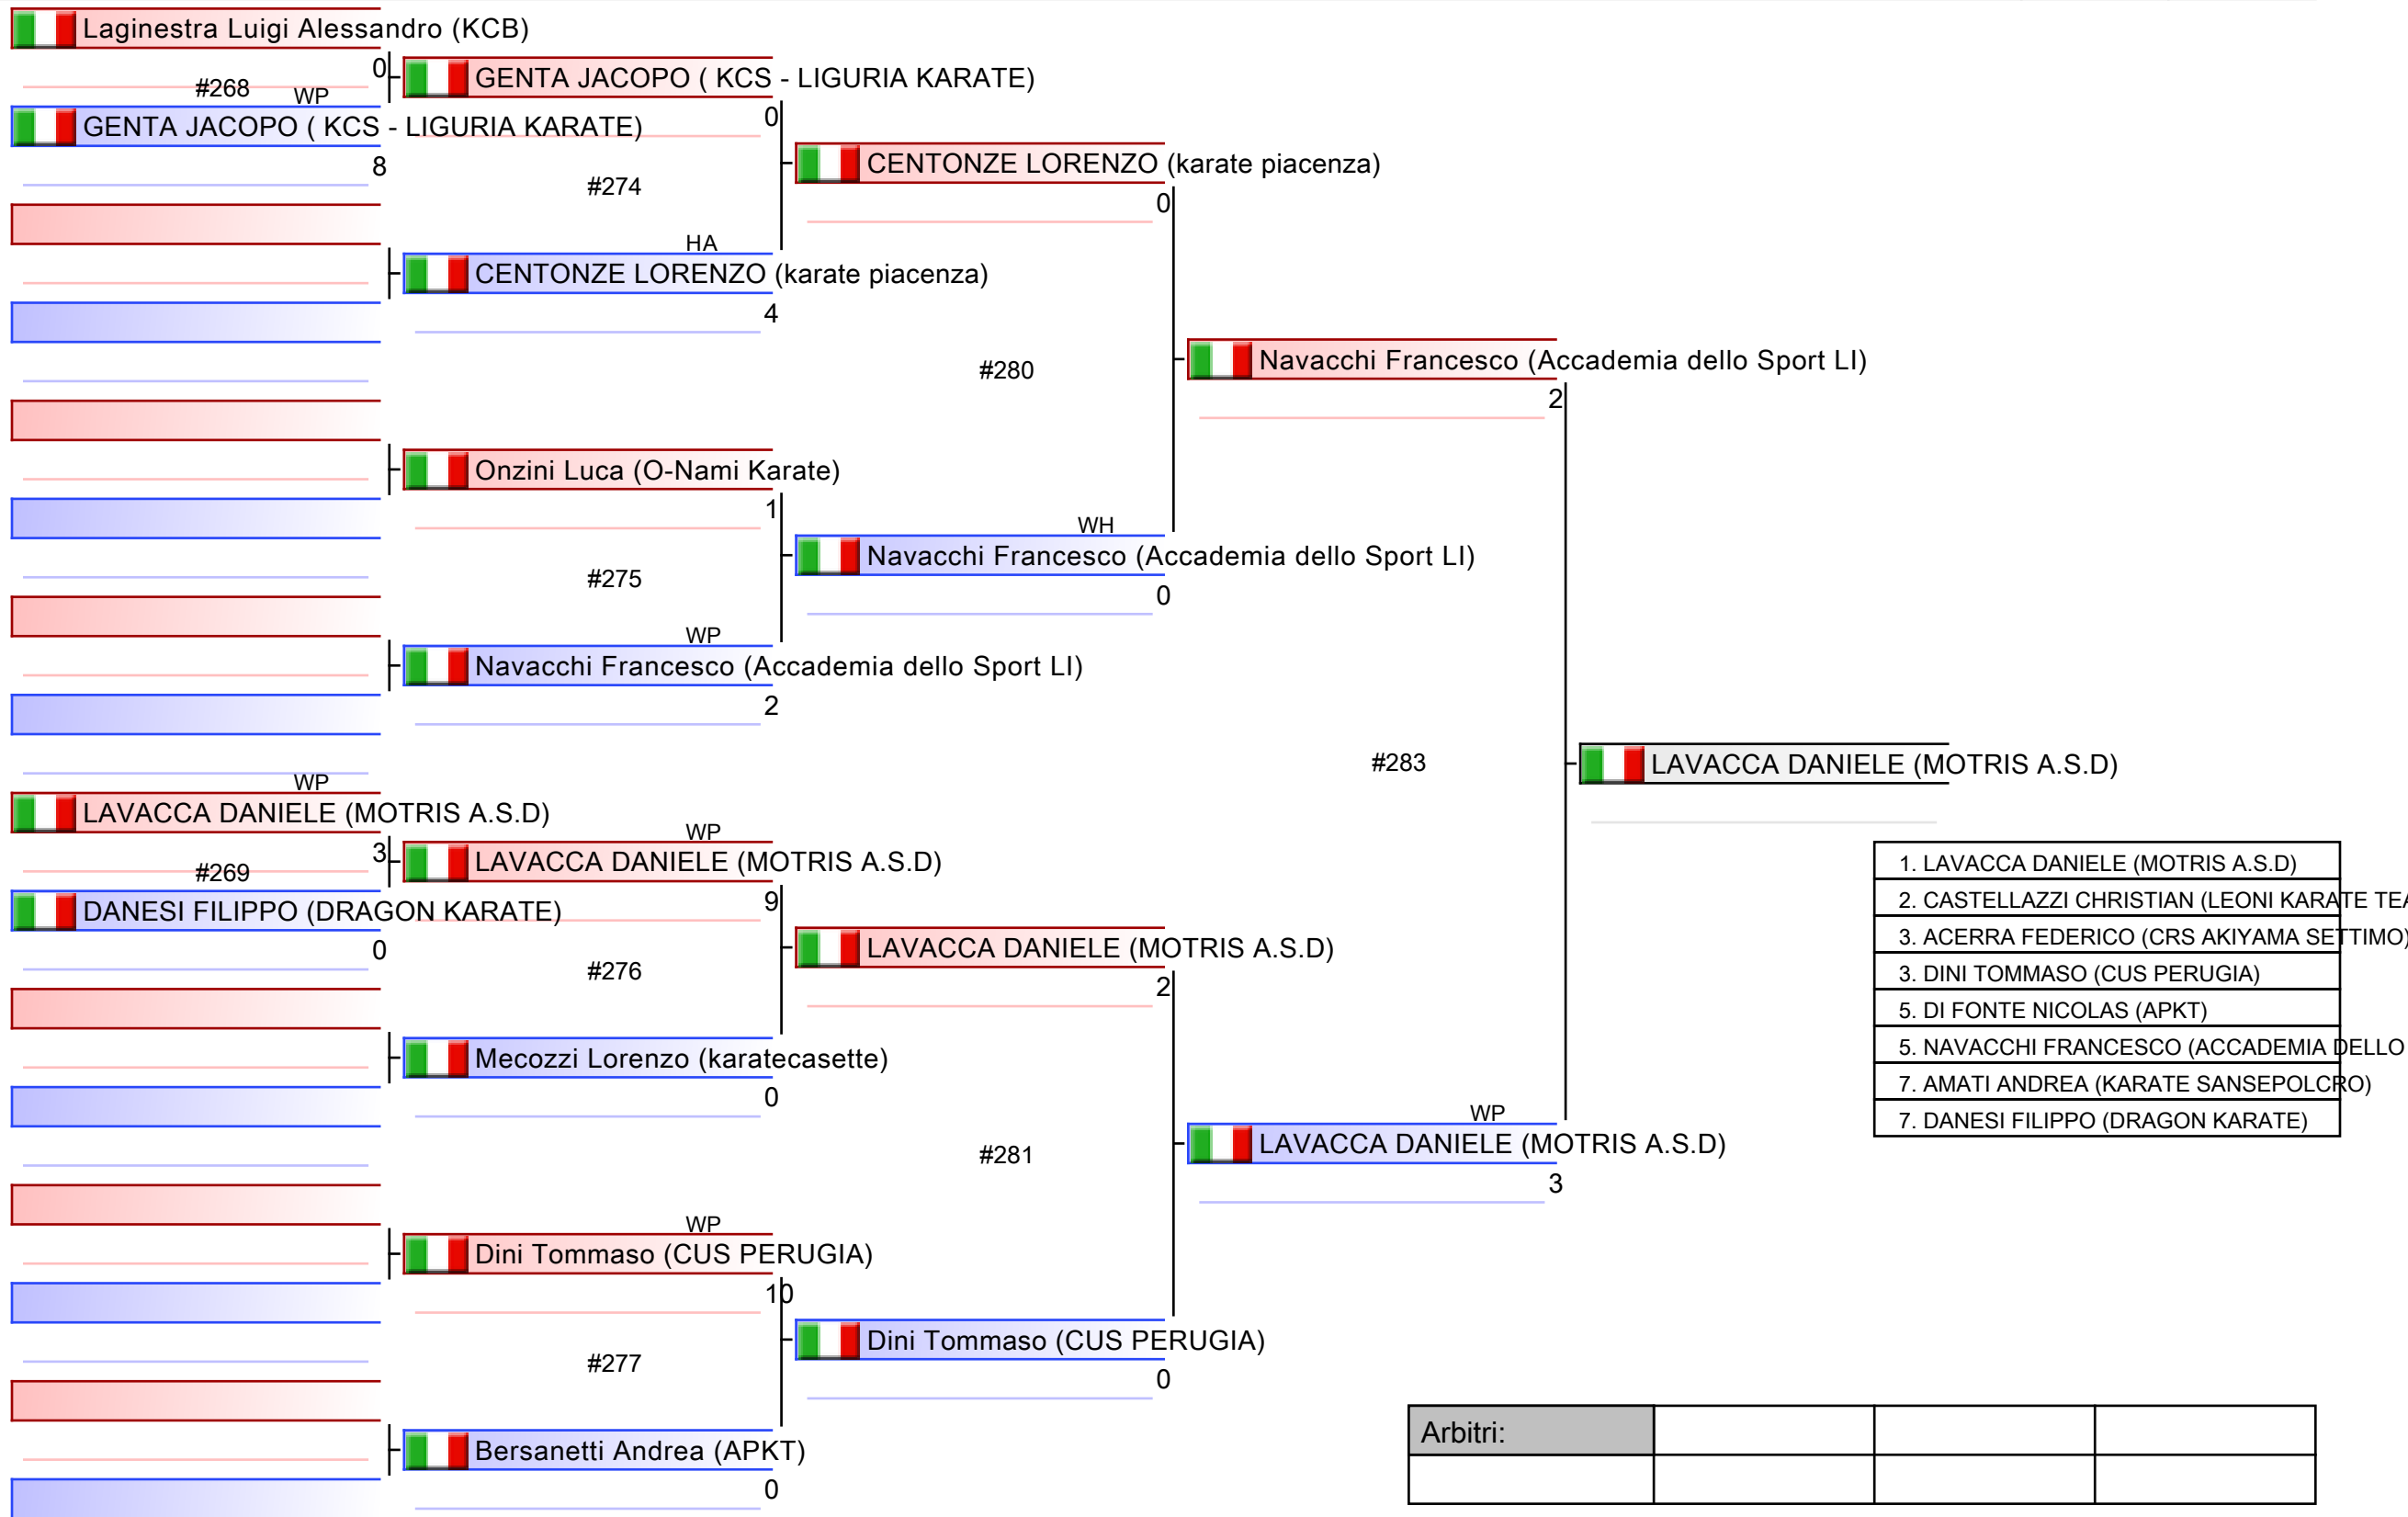 Laginestra Luigi Alessandro (KCB)
0
GENTA JACOPO ( KCS - LIGURIA KARATE)
#268
WP
GENTA JACOPO ( KCS - LIGURIA KARATE)
0
8
CENTONZE LORENZO (karate piacenza)
#274
0
HA
CENTONZE LORENZO (karate piacenza)
4
#280
Navacchi Francesco (Accademia dello Sport LI)
2
Onzini Luca (O-Nami Karate)
1
WH
Navacchi Francesco (Accademia dello Sport LI)
#275
0
WP
Navacchi Francesco (Accademia dello Sport LI)
2
#283
LAVACCA DANIELE (MOTRIS A.S.D)
WP
LAVACCA DANIELE (MOTRIS A.S.D)
WP
3
LAVACCA DANIELE (MOTRIS A.S.D)
#269
9
DANESI FILIPPO (DRAGON KARATE)
0
LAVACCA DANIELE (MOTRIS A.S.D)
#276
2
Mecozzi Lorenzo (karatecasette)
0
1. LAVACCA DANIELE (MOTRIS A.S.D)
2. CASTELLAZZI CHRISTIAN (LEONI KARATE TEA
3. ACERRA FEDERICO (CRS AKIYAMA SETTIMO)
3. DINI TOMMASO (CUS PERUGIA)
5. DI FONTE NICOLAS (APKT)
5. NAVACCHI FRANCESCO (ACCADEMIA DELLO
7. AMATI ANDREA (KARATE SANSEPOLCRO)
7. DANESI FILIPPO (DRAGON KARATE)
WP
LAVACCA DANIELE (MOTRIS A.S.D)
#281
3
WP
Dini Tommaso (CUS PERUGIA)
10
Dini Tommaso (CUS PERUGIA)
#277
0
Bersanetti Andrea (APKT)
0
Arbitri: